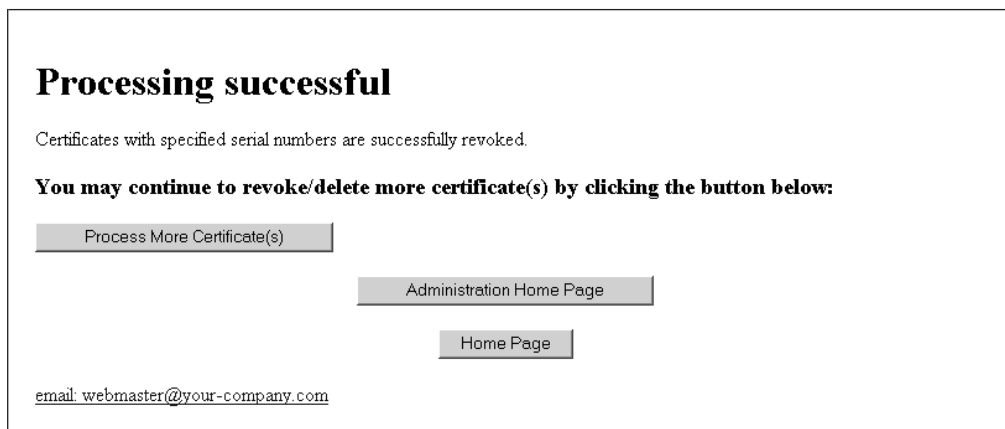 Processing successful
Certificates with specified serial numbers are successfully revoked.
You may continue to revoke/delete more certificate(s) by clicking the button below:
Process More Certificate(s)
Administration Home Page
Home Page
email: webmaster@your-company.com